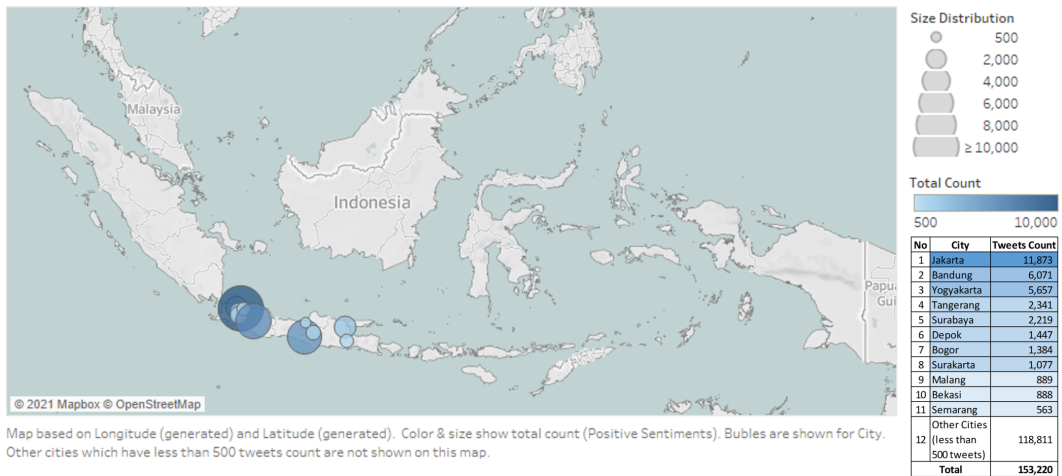 Malaysia
Indonesia
Papua
Gui
© 2021 Mapbox © OpenStreetMap
Map based on Longitude (generated) and Latitude (generated). Color & size show total count (Positive Sentiments). Bubles are shown for City.
Other cities which have less than 500 tweets count are not shown on this map.
Size Distribution
500
2,000
4,000
6,000
8,000
≥ 10,000
Total Count
500 10,000
No City Tweets Count
1 Jakarta 11,873
2 Bandung 6,071
3 Yogyakarta 5,657
4 Tangerang 2,341
5 Surabaya 2,219
6 Depok 1,447
7 Bogor 1,384
8 Surakarta 1,077
9 Malang 889
10 Bekasi 888
11 Semarang 563
Other Cities
12 (less than 118,811
500 tweets)
Total 153,220